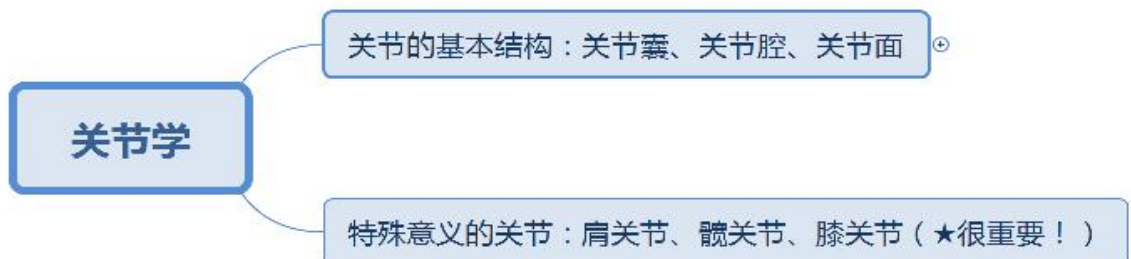 关节的基本结构：关节囊、关节腔、关节面
关节学
特殊意义的关节：肩关节、髋关节、膝关节（★很重要！）